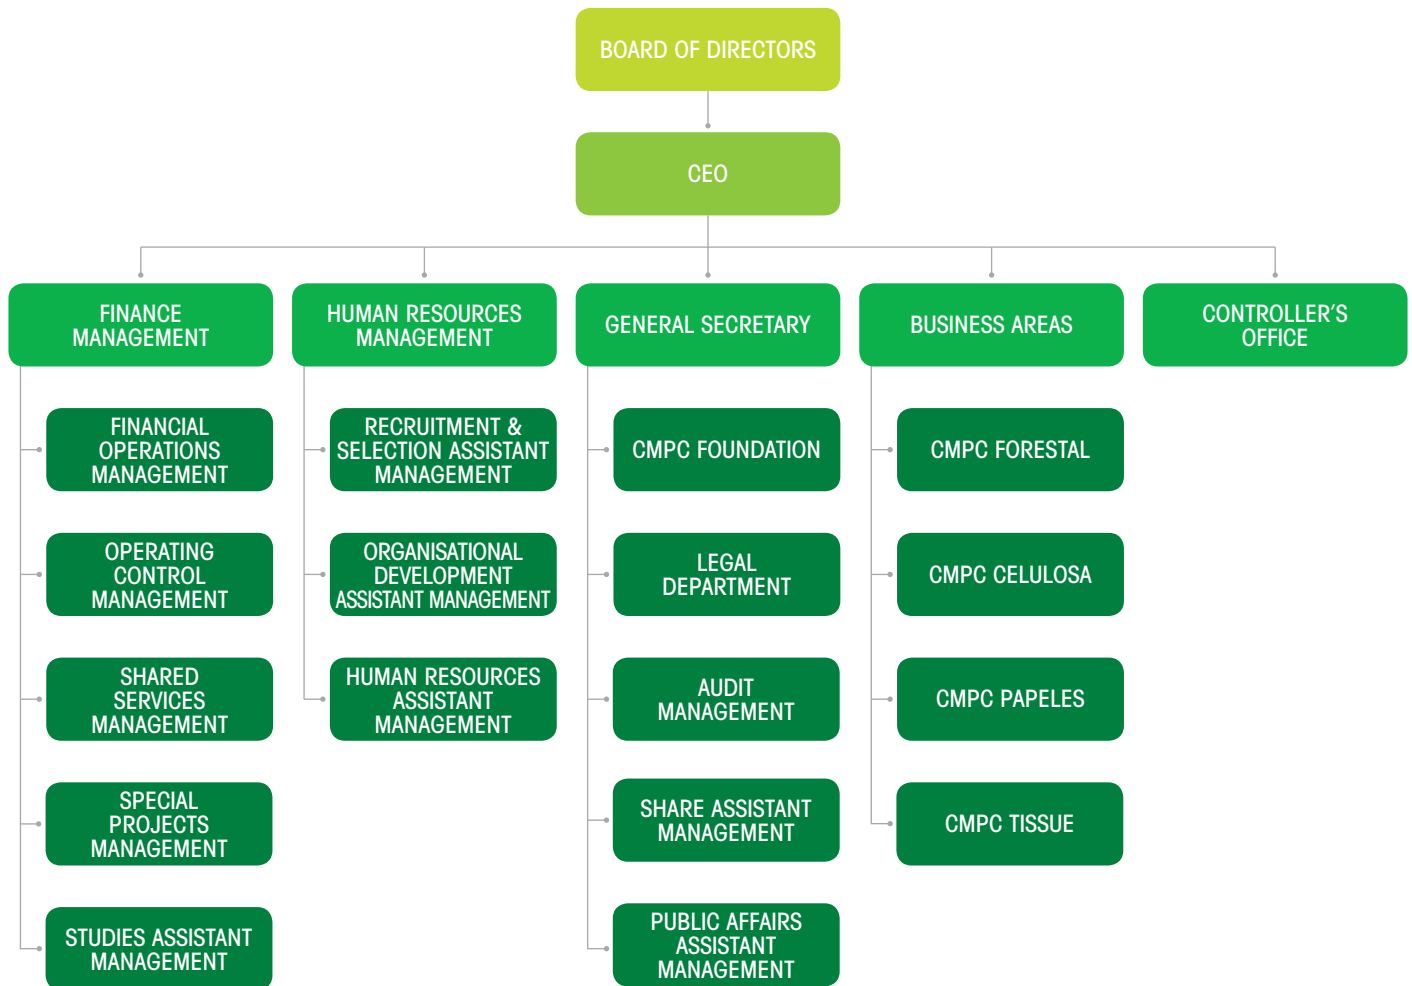 BOARD OF DIRECTORS
CEO
FINANCE
MANAGEMENT
HUMAN RESOURCES
MANAGEMENT
GENERAL SECRETARY
BUSINESS AREAS
CONTROLLER'S
OFFICE
FINANCIAL
OPERATIONS
MANAGEMENT
RECRUITMENT &
SELECTION ASSISTANT
MANAGEMENT
CMPC FOUNDATION
CMPC FORESTAL
OPERATING
CONTROL
MANAGEMENT
ORGANISATIONAL
DEVELOPMENT
ASSISTANT MANAGEMENT
LEGAL
DEPARTMENT
CMPC CELULOSA
SHARED
SERVICES
MANAGEMENT
HUMAN RESOURCES
ASSISTANT
MANAGEMENT
AUDIT
MANAGEMENT
CMPC PAPELES
SPECIAL
PROJECTS
MANAGEMENT
SHARE ASSISTANT
MANAGEMENT
CMPC TISSUE
STUDIES ASSISTANT
MANAGEMENT
PUBLIC AFFAIRS
ASSISTANT
MANAGEMENT